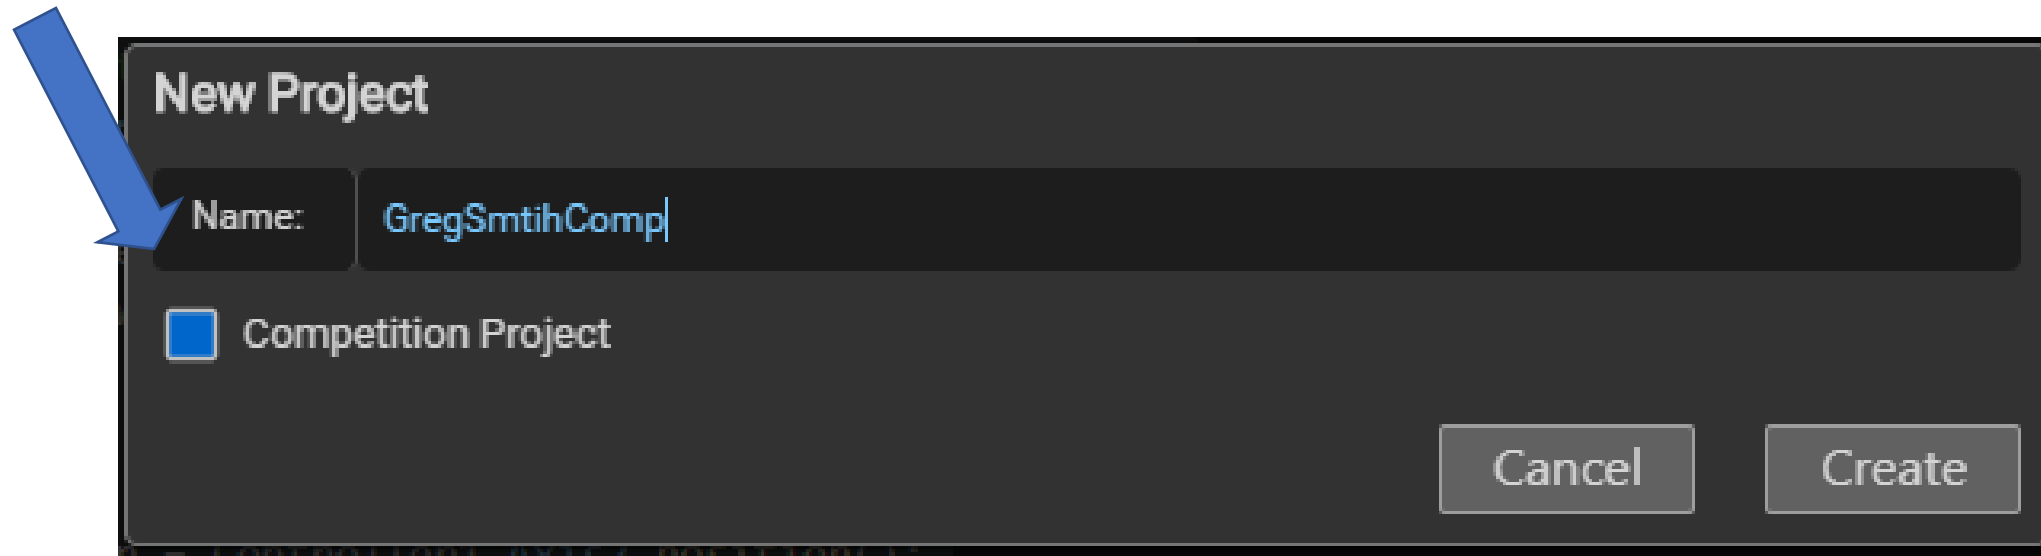 New Project
Name: GregSmtihComp
Competition Project
Cancel Create